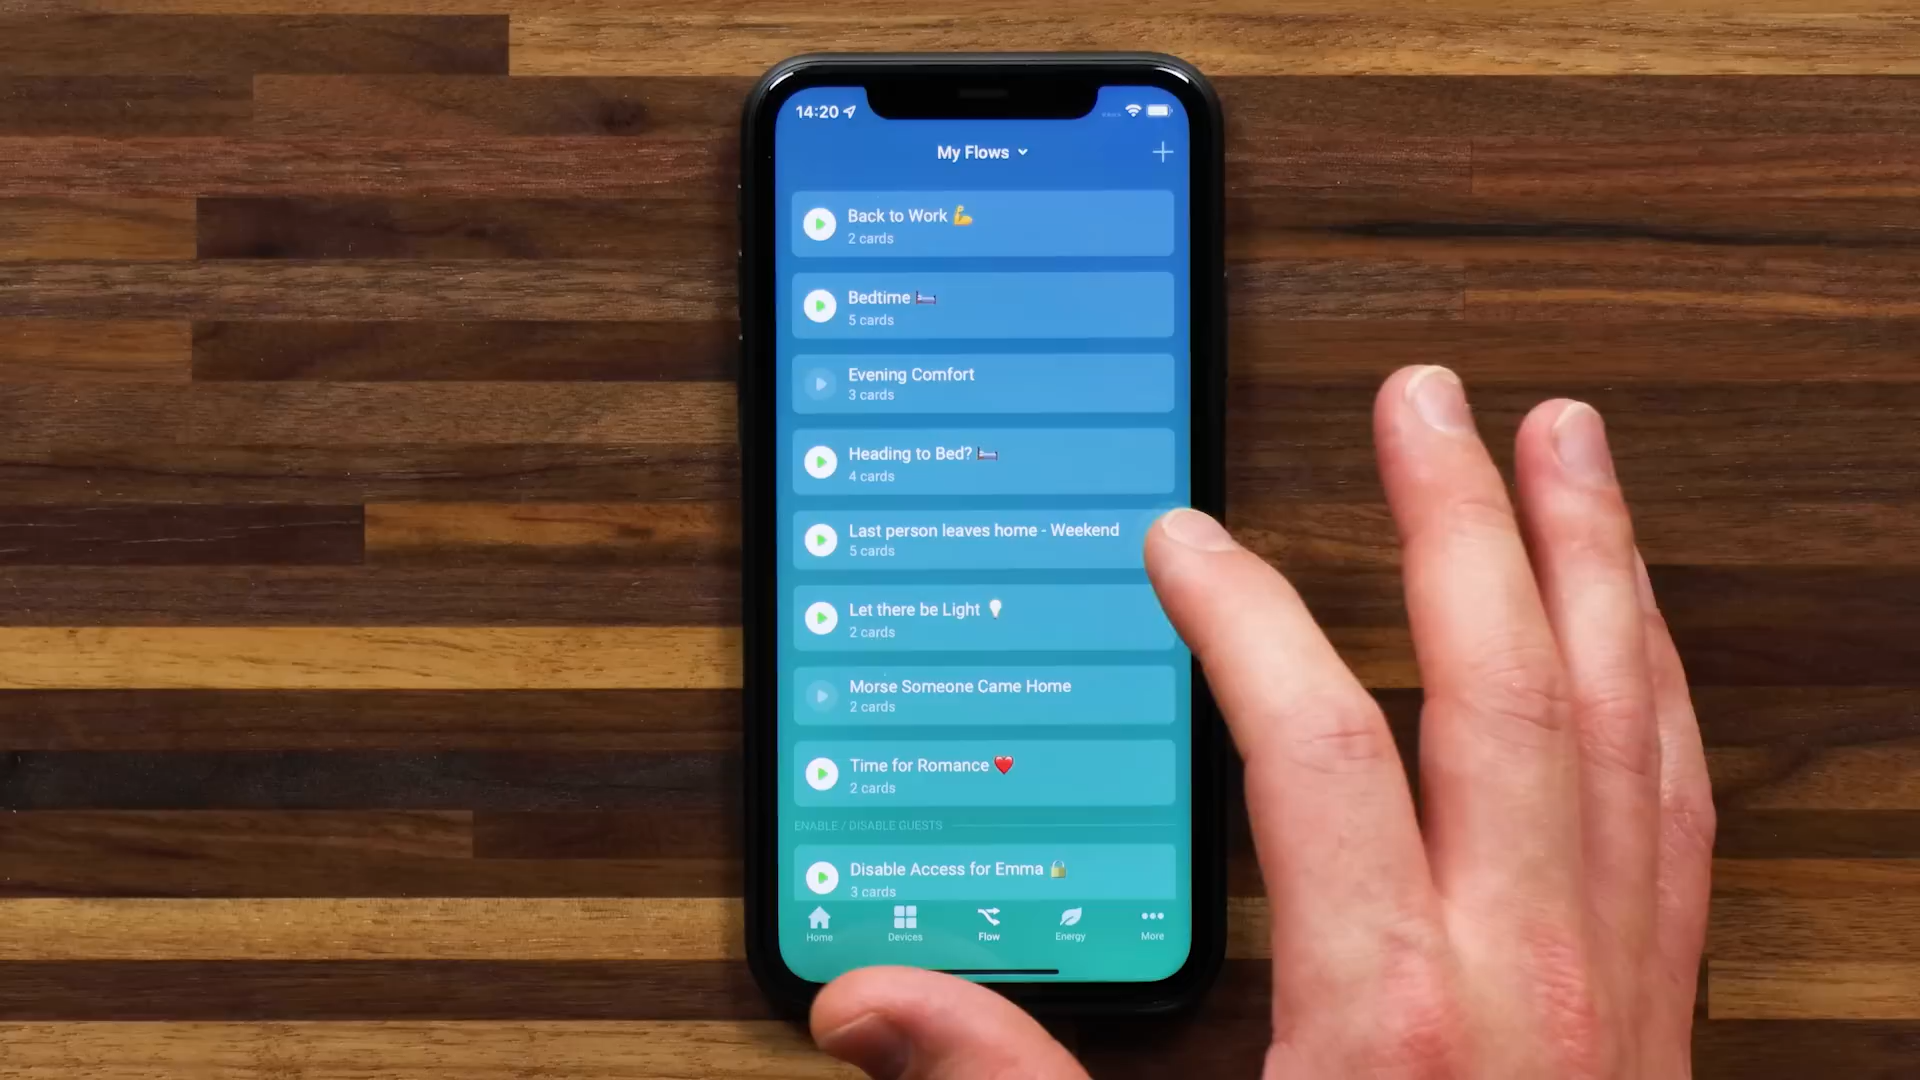 14:20
My Flows
Back to Work 💪
2 cards
Bedtime 🛏️
5 cards
Evening Comfort
3 cards
Heading to Bed? 🛏️
4 cards
Last person leaves home - Weekend
5 cards
Let there be Light 💡
2 cards
Morse Someone Came Home
2 cards
Time for Romance ❤️
2 cards
ENABLE / DISABLE GUESTS
Disable Access for Emma 🔒
3 cards
Home Devices Flow Energy More